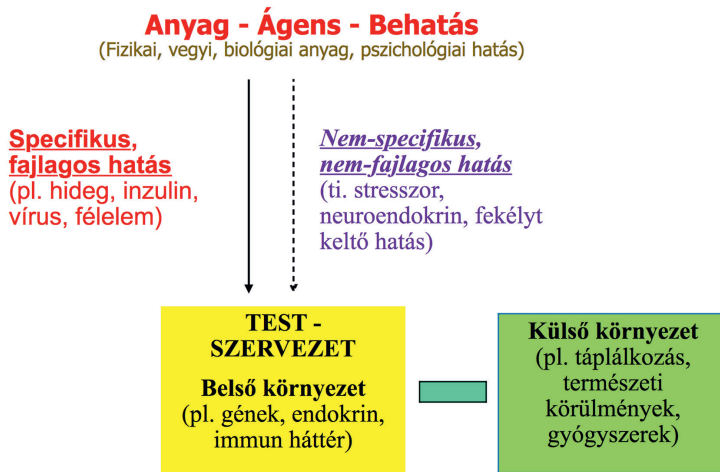 Anyag - Ágens - Behatás
(Fizikai, vegyi, biológiai anyag, pszichológiai hatás)
Specifikus,
fajlagos hatás
(pl. hideg, inzulin,
vírus, félelem)
Nem-specifikus,
nem-fajlagos hatás
(ti. stresszor,
neuroendokrin, fekélyt
keltő hatás)
TEST -
SZERVEZET
Belső környezet
(pl. gének, endokrin,
immun háttér)
Külső környezet
(pl. táplálkozás,
természeti
körülmények,
gyógyszerek)